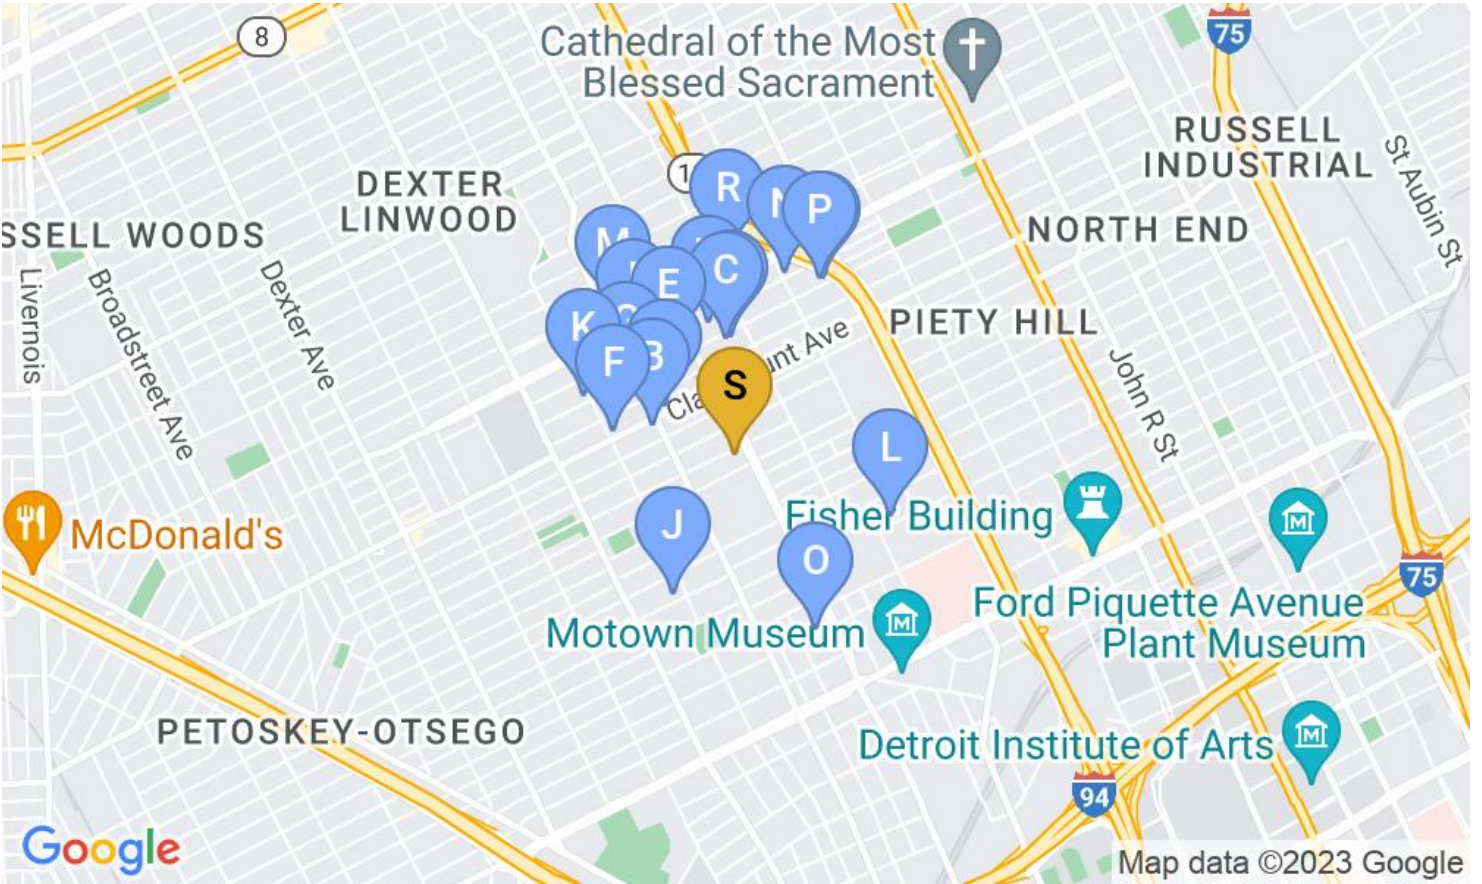 8
Cathedral of the Most
Blessed Sacrament
75
RUSSELL
INDUSTRIAL
St Aubin St
DEXTER
LINWOOD
R
P
SSELL WOODS
NORTH END
M
C
E
Livernois
Broadstreet Ave
Dexter Ave
K
F
B
PIETY HILL
S
John R St
L
J
O
McDonald's
Fisher Building
75
Motown Museum
Ford Piquette Avenue
Plant Museum
PETOSKEY-OTSEGO
Detroit Institute of Arts
94
Google
Map data ©2023 Google